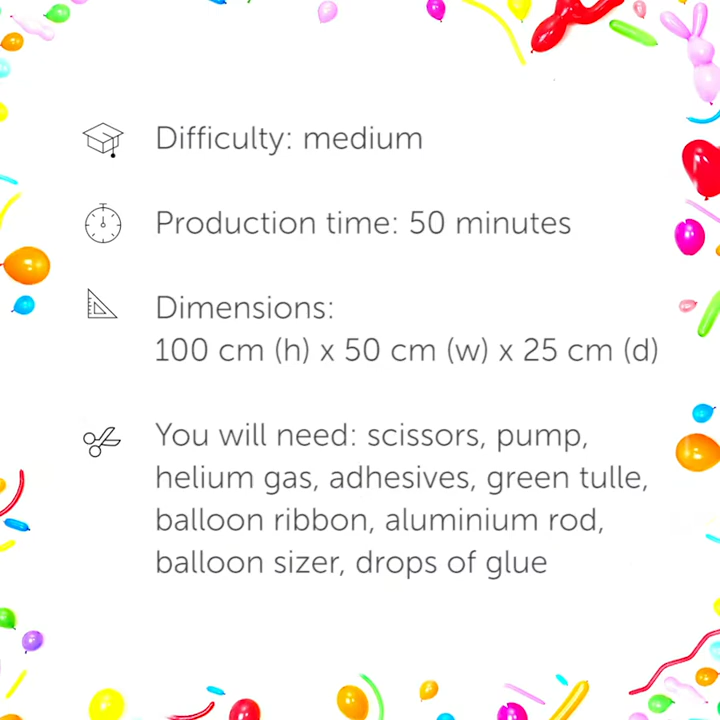 Difficulty: medium
Production time: 50 minutes
Dimensions:
100 cm (h) x 50 cm (w) x 25 cm (d)
You will need: scissors, pump,
helium gas, adhesives, green tulle,
balloon ribbon, aluminium rod,
balloon sizer, drops of glue